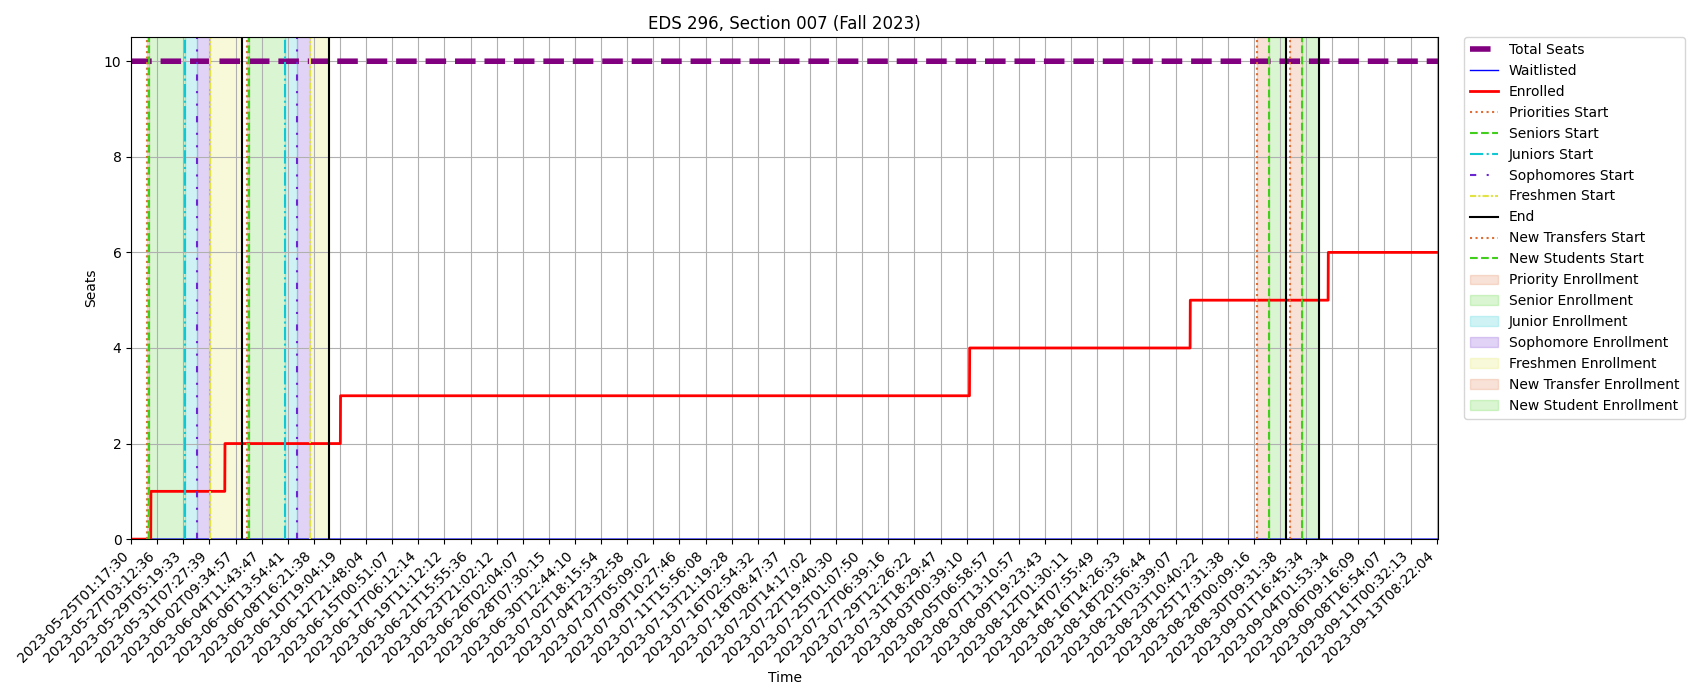 EDS 296, Section 007 (Fall 2023)
Seats
10
8
6
4
2
0
2023-05-25T01:17:30
2023-05-27T03:12:36
2023-05-29T05:19:33
2023-05-31T07:27:39
2023-06-02T09:34:57
2023-06-04T11:43:47
2023-06-06T13:54:41
2023-06-08T16:21:38
2023-06-10T19:04:19
2023-06-12T21:48:04
2023-06-15T00:51:07
2023-06-17T06:12:14
2023-06-19T11:12:12
2023-06-21T15:55:36
2023-06-23T21:02:12
2023-06-26T02:04:07
2023-06-28T07:30:15
2023-06-30T12:44:10
2023-07-02T18:15:54
2023-07-04T23:32:58
2023-07-07T05:09:02
2023-07-09T10:27:46
2023-07-11T15:56:08
2023-07-13T21:19:28
2023-07-16T02:54:32
2023-07-18T08:47:37
2023-07-20T14:17:02
2023-07-22T19:40:30
2023-07-25T01:07:50
2023-07-27T06:39:16
2023-07-29T12:26:22
2023-07-31T18:29:47
2023-08-03T00:39:10
2023-08-05T06:58:57
2023-08-07T13:10:57
2023-08-09T19:23:43
2023-08-12T01:30:11
2023-08-14T07:55:49
2023-08-16T14:26:33
2023-08-18T20:56:44
2023-08-21T03:39:07
2023-08-23T10:40:22
2023-08-25T17:31:38
2023-08-28T00:09:16
2023-08-30T09:31:38
2023-09-01T16:45:34
2023-09-04T01:53:34
2023-09-06T09:16:09
2023-09-08T16:54:07
2023-09-11T00:32:13
2023-09-13T08:22:04
Time
Total Seats
Waitlisted
Enrolled
Priorities Start
Seniors Start
Juniors Start
Sophomores Start
Freshmen Start
End
New Transfers Start
New Students Start
Priority Enrollment
Senior Enrollment
Junior Enrollment
Sophomore Enrollment
Freshmen Enrollment
New Transfer Enrollment
New Student Enrollment